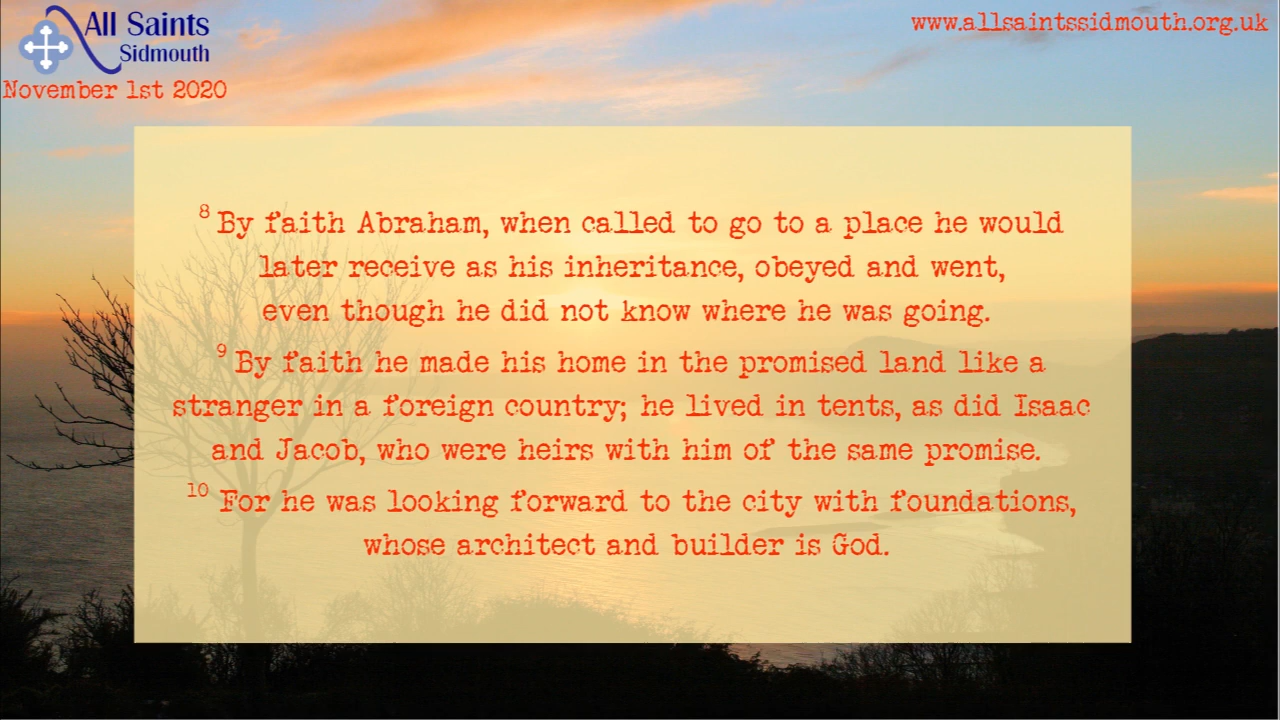 All Saints
Sidmouth
www.allsaintssidmouth.org.uk
November 1st 2020
8 By faith Abraham, when called to go to a place he would
later receive as his inheritance, obeyed and went,
even though he did not know where he was going.
9 By faith he made his home in the promised land like a
stranger in a foreign country; he lived in tents, as did Isaac
and Jacob, who were heirs with him of the same promise.
10 For he was looking forward to the city with foundations,
whose architect and builder is God.